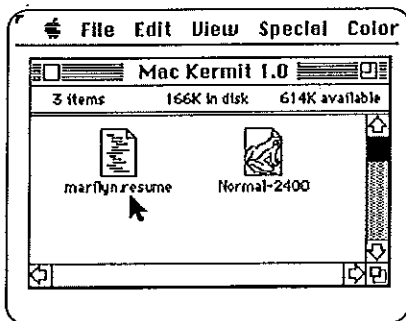 File Edit View Special Color
Mac Kermit 1.0
3 items 166K in disk 614K available
marflyn.resume Normal-2400